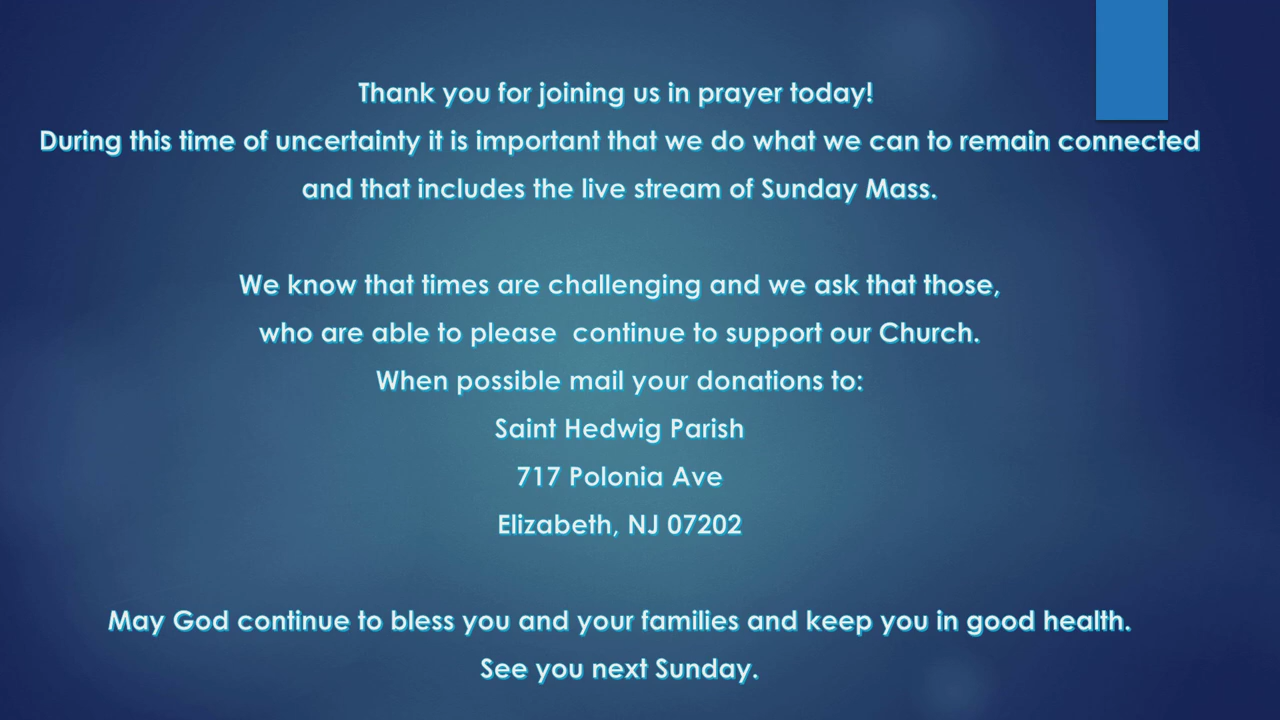 Thank you for joining us in prayer today!
During this time of uncertainty it is important that we do what we can to remain connected
and that includes the live stream of Sunday Mass.
We know that times are challenging and we ask that those,
who are able to please  continue to support our Church.
When possible mail your donations to:
Saint Hedwig Parish
717 Polonia Ave
Elizabeth, NJ 07202
May God continue to bless you and your families and keep you in good health.
See you next Sunday.